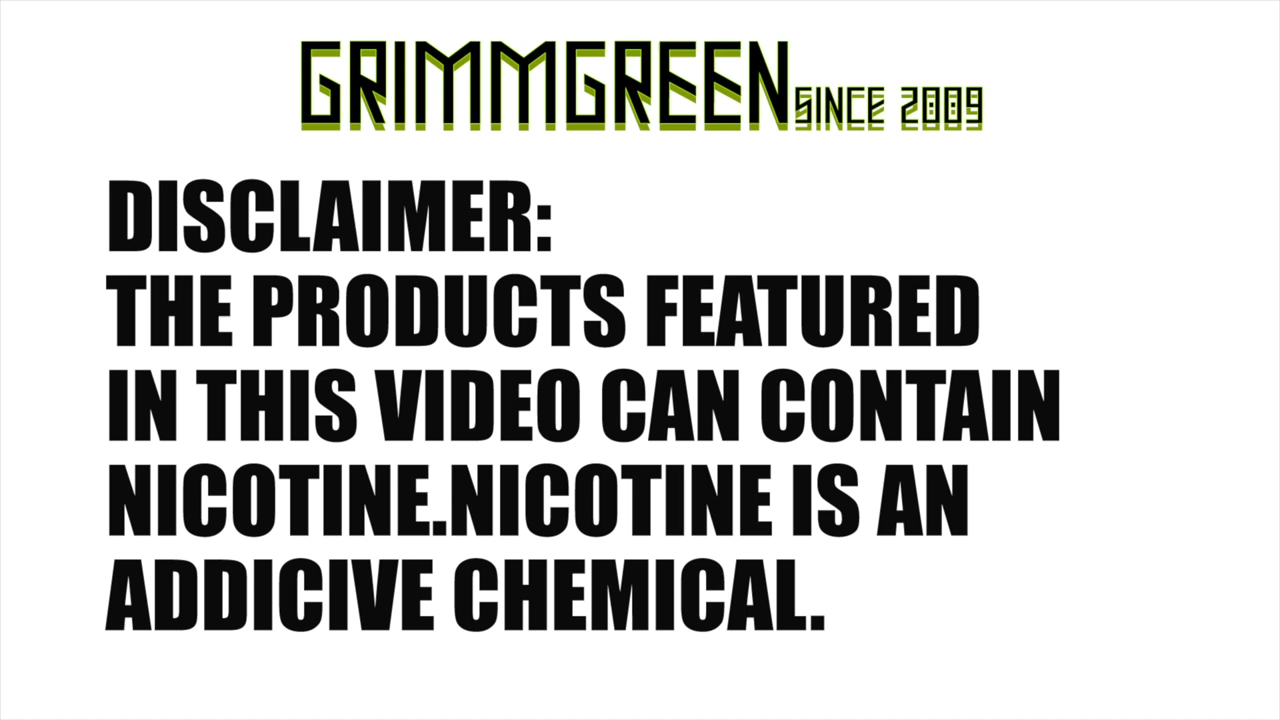 GRIMMGREEN SINCE 2009
DISCLAIMER:
THE PRODUCTS FEATURED
IN THIS VIDEO CAN CONTAIN
NICOTINE.NICOTINE IS AN
ADDICIVE CHEMICAL.